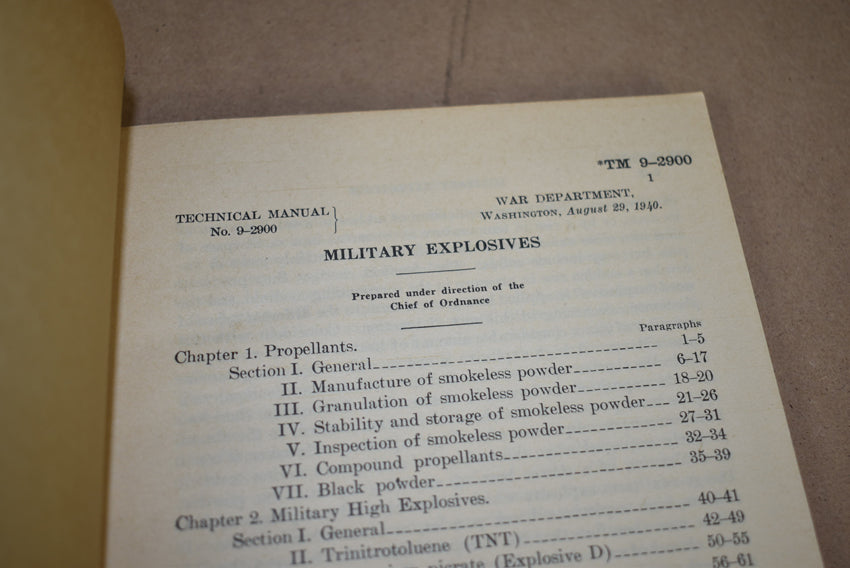 *TM 9–2900
1
TECHNICAL MANUAL
No. 9–2900
WAR DEPARTMENT,
WASHINGTON, August 29, 1940.
MILITARY EXPLOSIVES
Prepared under direction of the
Chief of Ordnance
Paragraphs
Chapter 1. Propellants.
Section I. General 1–5
II. Manufacture of smokeless powder 6–17
III. Granulation of smokeless powder 18–20
IV. Stability and storage of smokeless powder 21–26
V. Inspection of smokeless powder 27–31
VI. Compound propellants 32–34
VII. Black powder 35–39
Chapter 2. Military High Explosives.
Section I. General 40–41
II. Trinitrotoluene (TNT) 42–49
picrate (Explosive D) 50–55
56–61